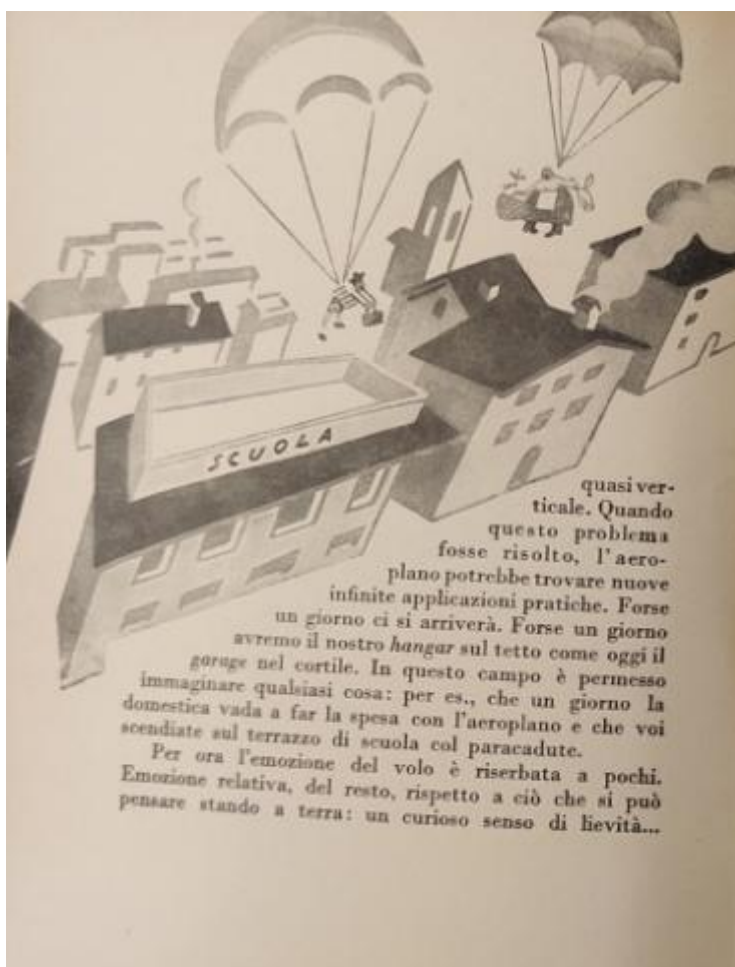 SCUOLA
quasi ver-
ticale. Quando
questo problema
fosse risolto, l'aero-
plano potrebbe trovare nuove
infinite applicazioni pratiche. Forse
un giorno ci si arriverà. Forse un giorno
avremo il nostro hangar sul tetto come oggi il
garage nel cortile. In questo campo è permesso
immaginare qualsiasi cosa: per es., che un giorno la
domestica vada a far la spesa con l'aeroplano e che voi
scendiate sul terrazzo di scuola col paracadute.
Per ora l'emozione del volo è riserbata a pochi.
Emozione relativa, del resto, rispetto a ciò che si può
pensare stando a terra: un curioso senso di lievità...